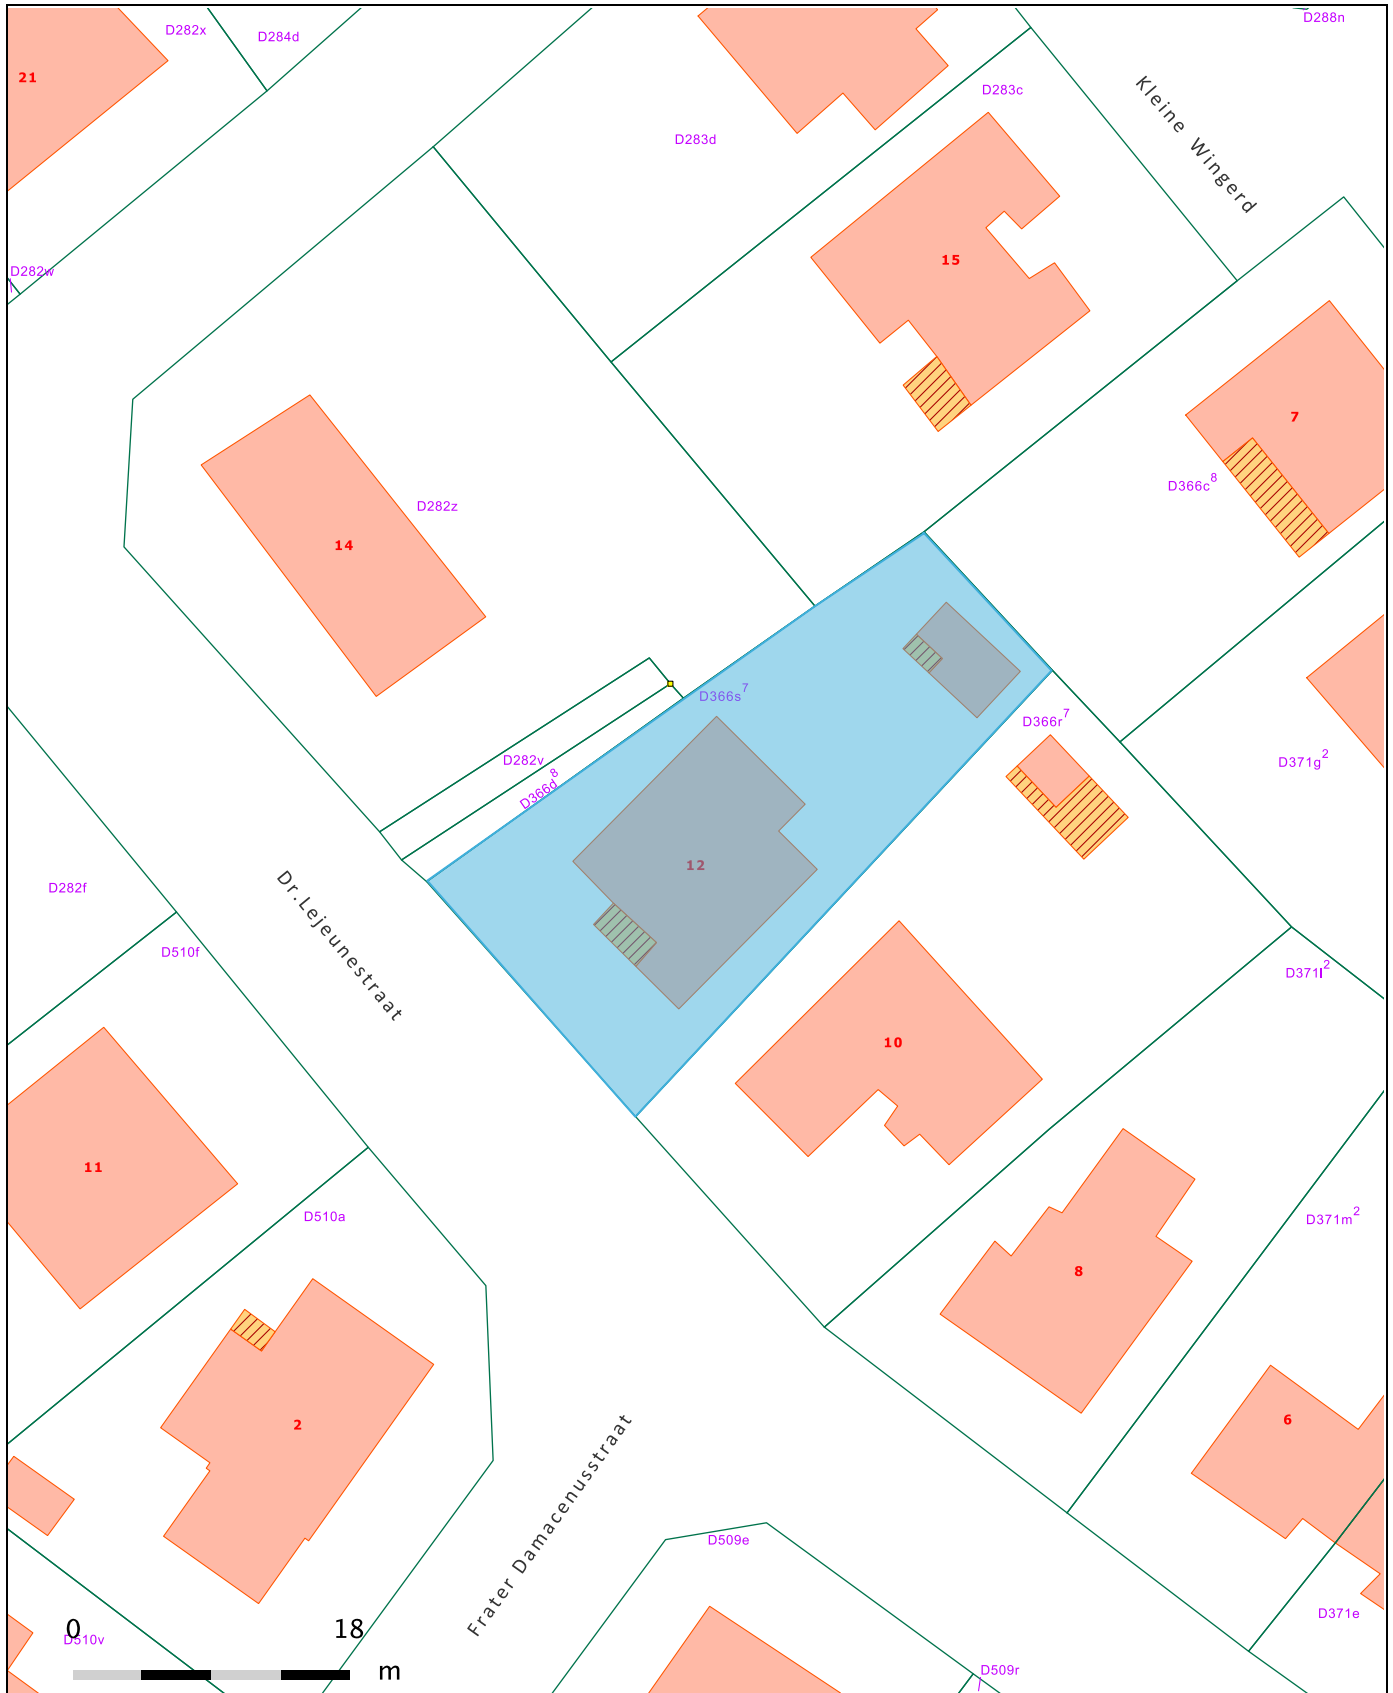 D282x
D284d
D288n
21
D283c
D283d
Kleine Wingerd
15
D282w
7
D366c8
D282z
14
D366s7
D366r7
D282v
D366d8
D371g2
12
D282f
Dr.Lejeunestraat
D510f
D371l2
10
11
D510a
D371m2
8
2
6
Frater Damacenusstraat
D509e
D371e
0 18
D510v
m
D509r